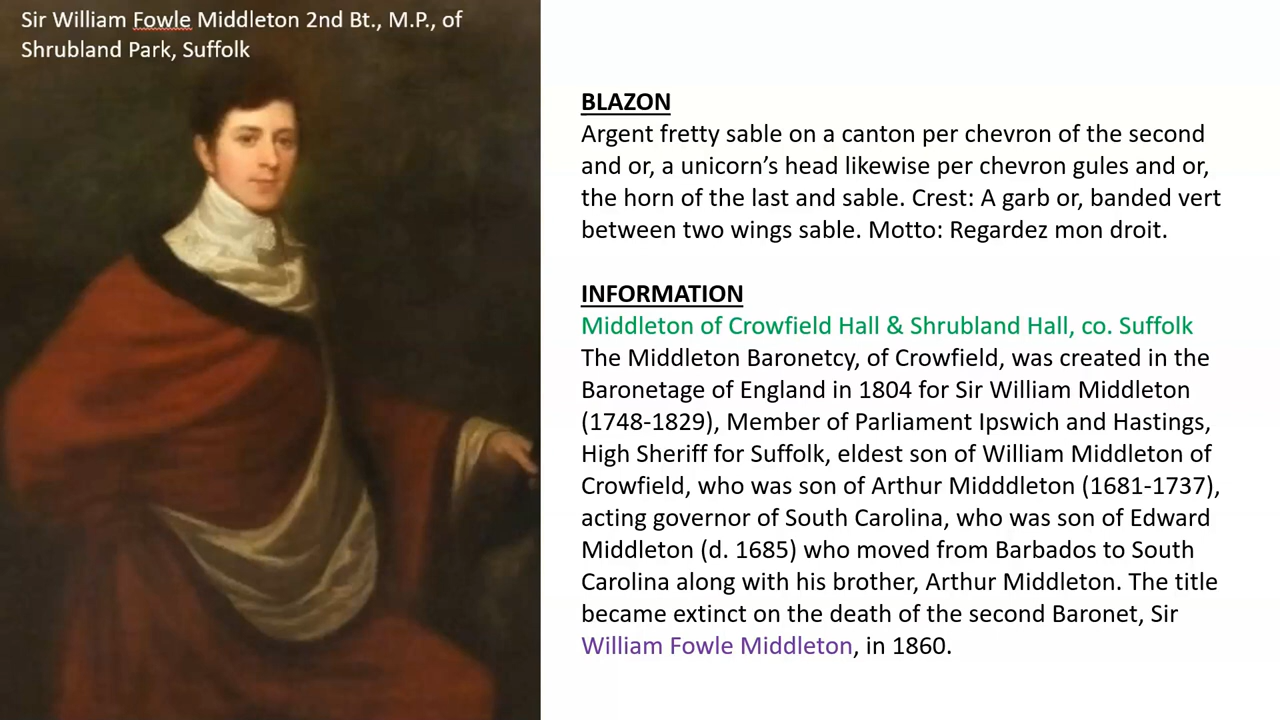 Sir William Fowle Middleton 2nd Bt., M.P., of
Shrubland Park, Suffolk
BLAZON
Argent fretty sable on a canton per chevron of the second
and or, a unicorn’s head likewise per chevron gules and or,
the horn of the last and sable. Crest: A garb or, banded vert
between two wings sable. Motto: Regardez mon droit.
INFORMATION
Middleton of Crowfield Hall & Shrubland Hall, co. Suffolk
The Middleton Baronetcy, of Crowfield, was created in the
Baronetage of England in 1804 for Sir William Middleton
(1748-1829), Member of Parliament Ipswich and Hastings,
High Sheriff for Suffolk, eldest son of William Middleton of
Crowfield, who was son of Arthur Midddleton (1681-1737),
acting governor of South Carolina, who was son of Edward
Middleton (d. 1685) who moved from Barbados to South
Carolina along with his brother, Arthur Middleton. The title
became extinct on the death of the second Baronet, Sir
William Fowle Middleton, in 1860.